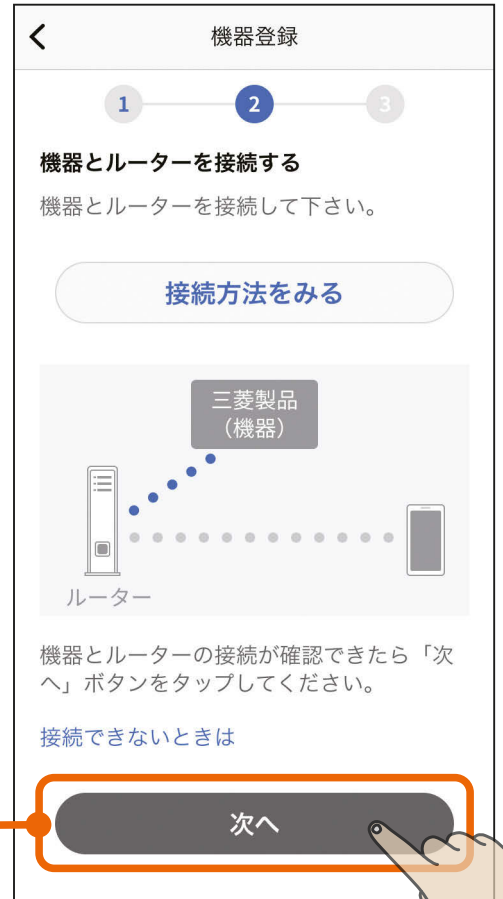 機器登録
1 2 3
機器とルーターを接続する
機器とルーターを接続して下さい。
接続方法をみる
三菱製品
（機器）
ルーター
機器とルーターの接続が確認できたら「次
へ」ボタンをタップしてください。
接続できないときは
次へ